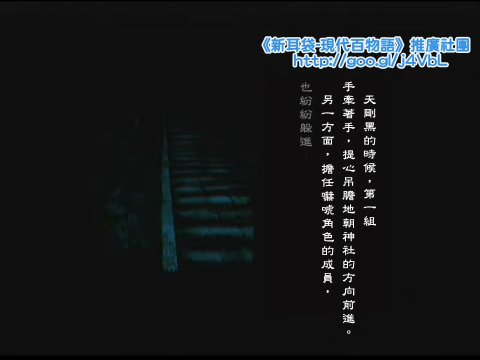 《新耳袋-現代百物語》推廣社團
http://goo.gl/j4VbL
天剛黑的時候，第一組
手牽著手，提心吊膽地朝神社的方向前進。
另一方面，擔任嚇唬角色的成員，
也紛紛躲進